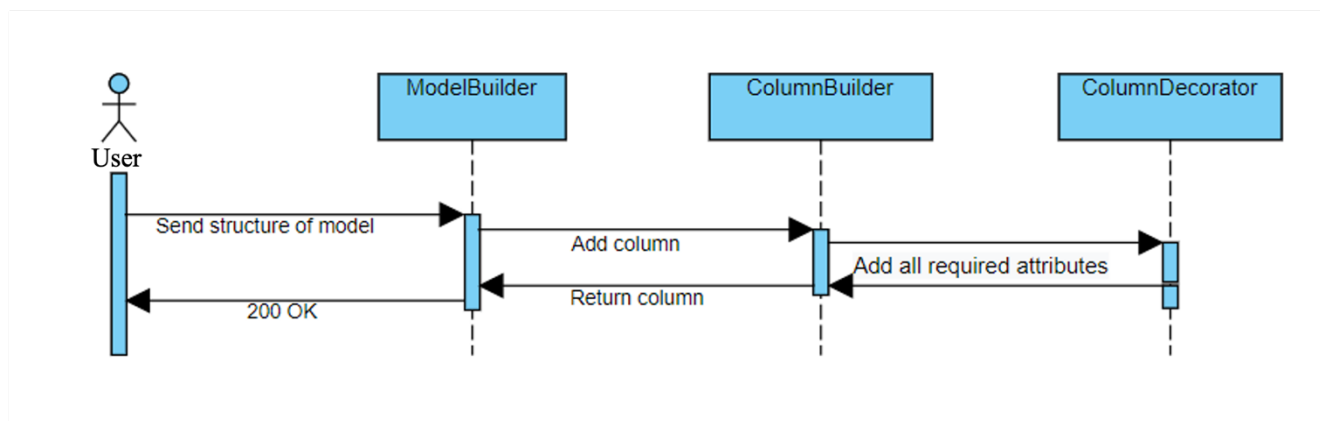 ModelBuilder
ColumnBuilder
ColumnDecorator
User
Send structure of model
Add column
Add all required attributes
Return column
200 OK